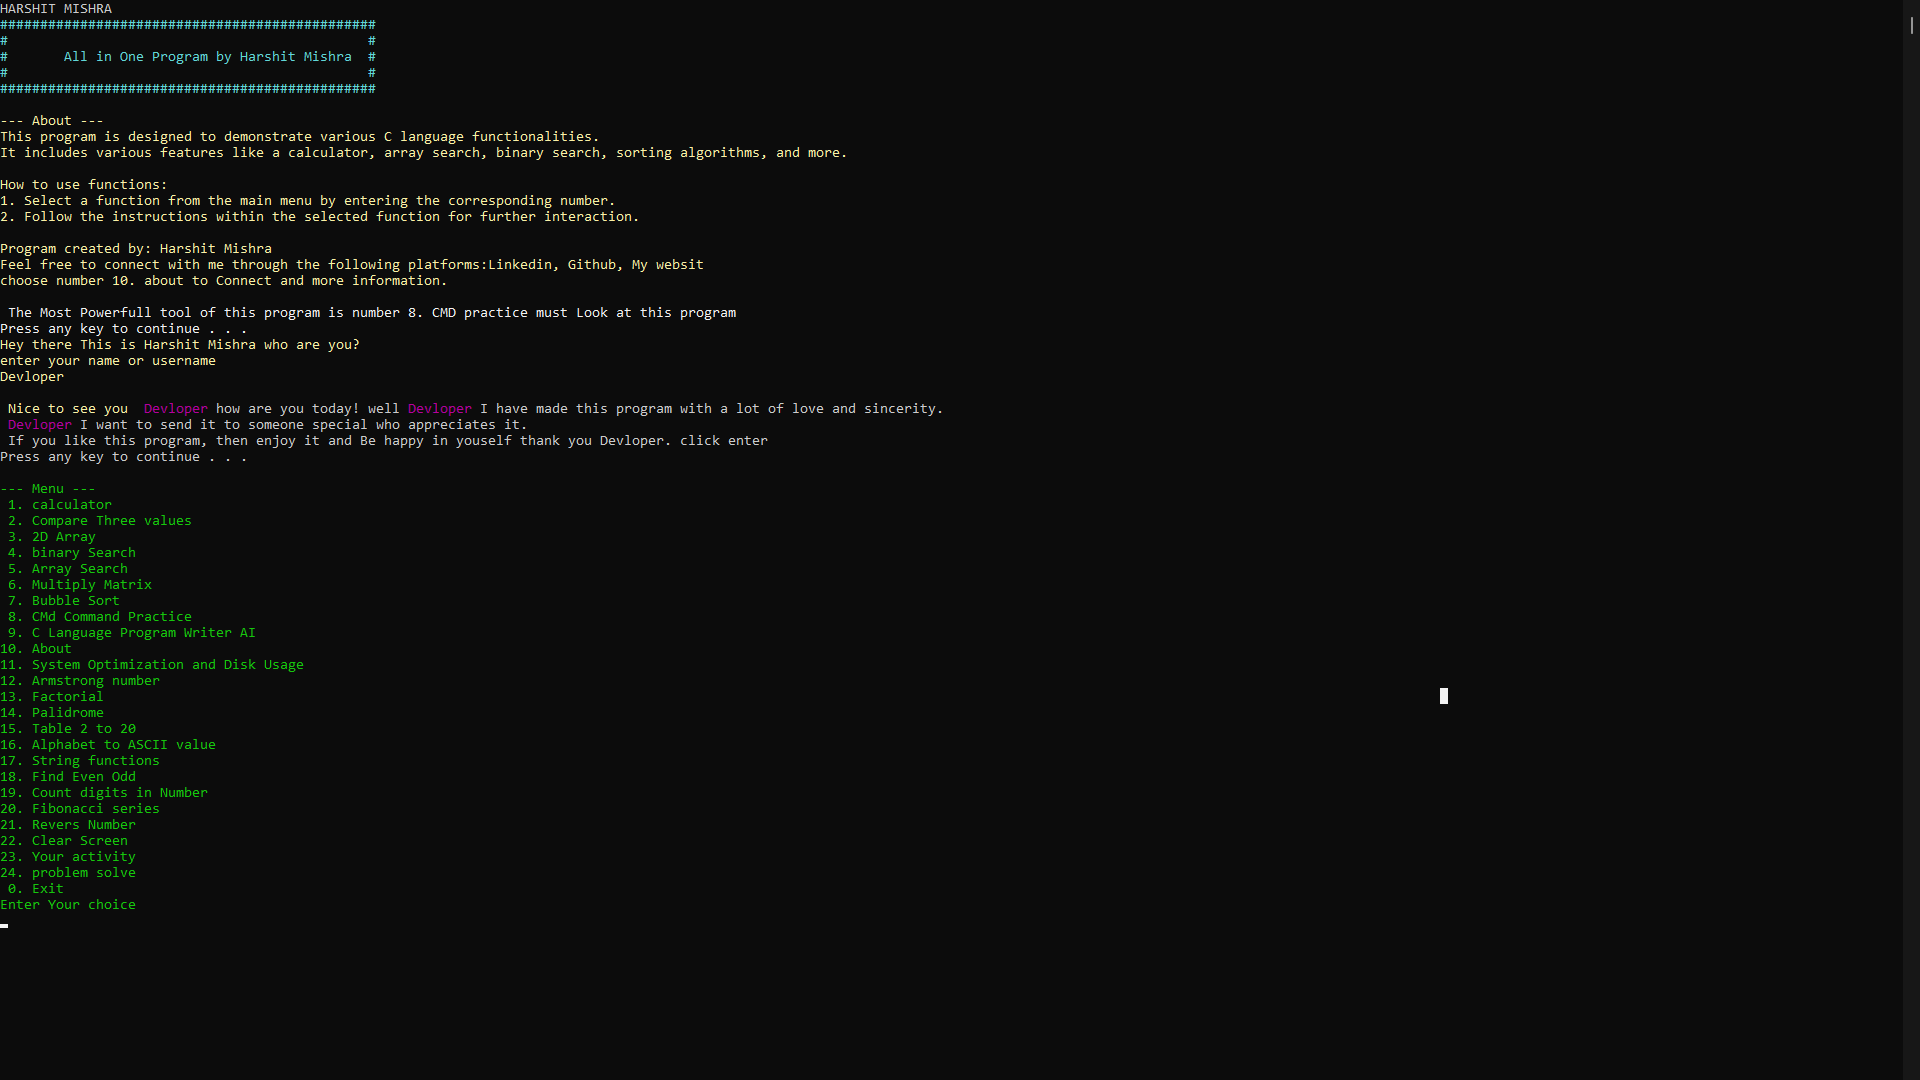 HARSHIT MISHRA
###############################################
#                                             #
#       All in One Program by Harshit Mishra  #
#                                             #
###############################################
--- About ---
This program is designed to demonstrate various C language functionalities.
It includes various features like a calculator, array search, binary search, sorting algorithms, and more.
How to use functions:
1. Select a function from the main menu by entering the corresponding number.
2. Follow the instructions within the selected function for further interaction.
Program created by: Harshit Mishra
Feel free to connect with me through the following platforms:Linkedin, Github, My websit
choose number 10. about to Connect and more information.
The Most Powerfull tool of this program is number 8. CMD practice must Look at this program
Press any key to continue . . .
Hey there This is Harshit Mishra who are you?
enter your name or username
Devloper
Nice to see you  Devloper how are you today! well Devloper I have made this program with a lot of love and sincerity.
Devloper I want to send it to someone special who appreciates it.
If you like this program, then enjoy it and Be happy in youself thank you Devloper. click enter
Press any key to continue . . .
--- Menu ---
1. calculator
2. Compare Three values
3. 2D Array
4. binary Search
5. Array Search
6. Multiply Matrix
7. Bubble Sort
8. CMd Command Practice
9. C Language Program Writer AI
10. About
11. System Optimization and Disk Usage
12. Armstrong number
13. Factorial
14. Palidrome
15. Table 2 to 20
16. Alphabet to ASCII value
17. String functions
18. Find Even Odd
19. Count digits in Number
20. Fibonacci series
21. Revers Number
22. Clear Screen
23. Your activity
24. problem solve
0. Exit
Enter Your choice